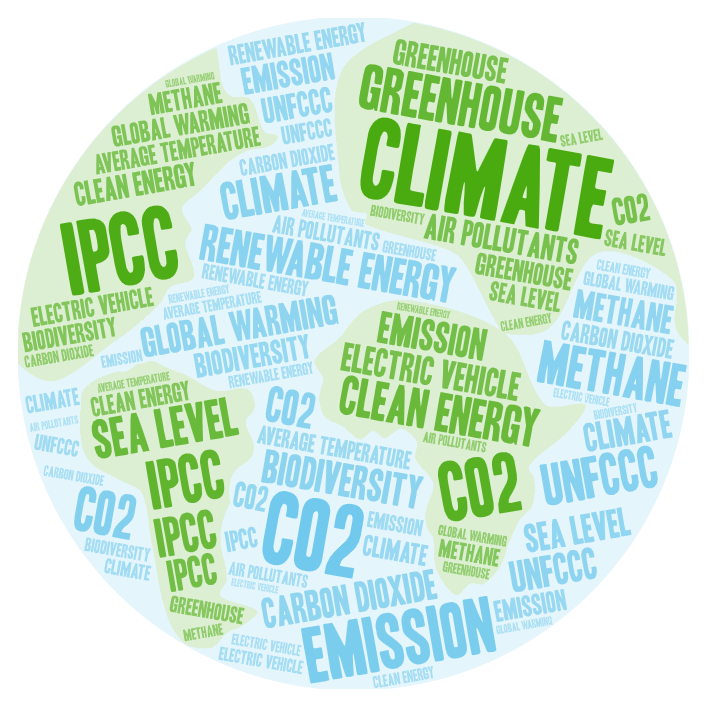 RENEWABLE ENERGY
EMISSION
UNFCCC
UNFCCC
CARBON DIOXIDE
CLIMATE
GLOBAL WARMING
METHANE
GLOBAL WARMING
AVERAGE TEMPERATURE
CLEAN ENERGY
IPCC
ELECTRIC VEHICLE
BIODIVERSITY
CARBON DIOXIDE
GREENHOUSE
GREENHOUSE
SEA LEVEL
CLIMATE
CO2
SEA LEVEL
BIODIVERSITY
AIR POLLUTANTS
GREENHOUSE
SEA LEVEL
CLEAN ENERGY
AVERAGE TEMPERATURE
AIR POLLUTANTS
GREENHOUSE
RENEWABLE ENERGY
RENEWABLE ENERGY
RENEWABLE ENERGY
AVERAGE TEMPERATURE
GLOBAL WARMING
EMISSION
BIODIVERSITY
RENEWABLE ENERGY
CLEAN ENERGY
GLOBAL WARMING
METHANE
CARBON DIOXIDE
METHANE
ELECTRIC VEHICLE
BIODIVERSITY
CLIMATE
UNFCCC
SEA LEVEL
UNFCCC
EMISSION
GLOBAL WARMING
RENEWABLE ENERGY
EMISSION
ELECTRIC VEHICLE
CLEAN ENERGY
AIR POLLUTANTS
CO2
GLOBAL WARMING
METHANE
GREENHOUSE
CLIMATE
AIR POLLUTANTS
UNFCCC
CARBON DIOXIDE
CO2
BIODIVERSITY
CLIMATE
AVERAGE TEMPERATURE
CLEAN ENERGY
SEA LEVEL
IPCC
IPCC
IPCC
GREENHOUSE
METHANE
CO2
AVERAGE TEMPERATURE
BIODIVERSITY
CO2
CO2
EMISSION
IPCC
CLIMATE
AIR POLLUTANTS
ELECTRIC VEHICLE
CARBON DIOXIDE
EMISSION
ELECTRIC VEHICLE
ELECTRIC VEHICLE
CLEAN ENERGY